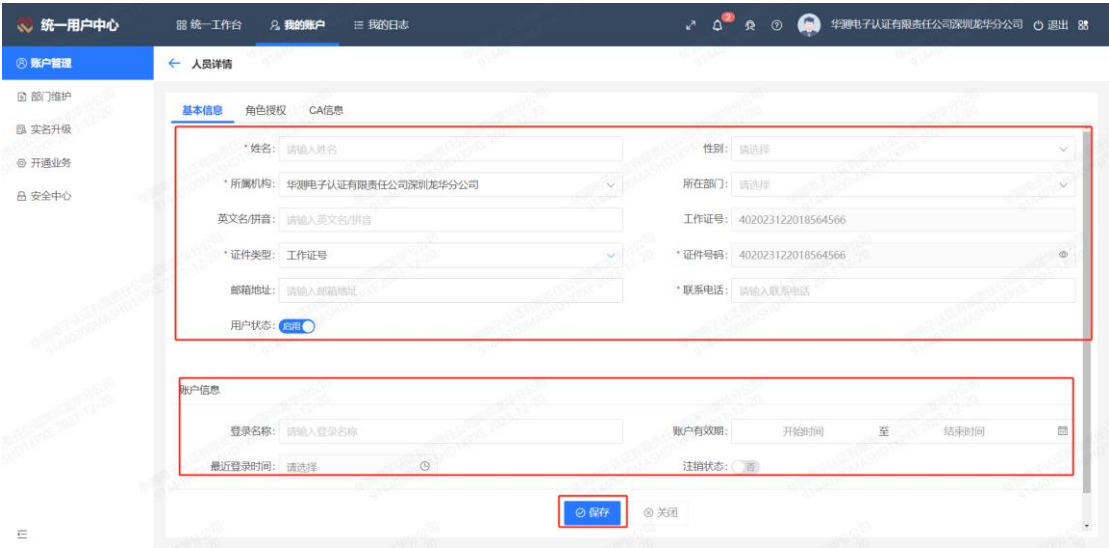 统一用户中心 统一工作台 我的账户 我的日志 2 华测电子认证有限责任公司深圳龙华分公司 退出
账户管理 人员详情
部门维护
实名升级
开通业务
安全中心
基本信息 角色授权 CA信息
* 姓名: 请输入姓名 性别: 请选择
* 所属机构: 华测电子认证有限责任公司深圳龙华分公司 所在部门: 请选择
英文名/拼音: 请输入英文名/拼音 工作证号: 402023122018564566
* 证件类型: 工作证号 * 证件号码: 402023122018564566
邮箱地址: 请输入邮箱地址 * 联系电话: 请输入联系电话
用户状态: 启用
账户信息
登录名称: 请输入登录名称 账户有效期: 开始时间 至 结束时间
最近登录时间: 请选择 注销状态: 否
保存 关闭